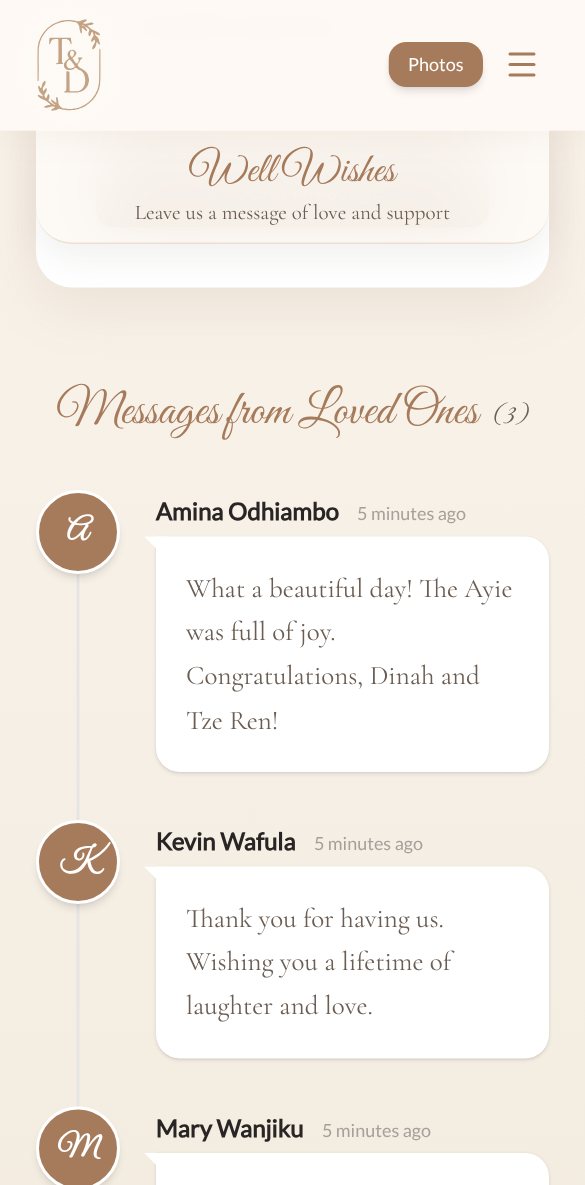 T&D
Photos
Well Wishes
Leave us a message of love and support
Messages from Loved Ones (3)
A
Amina Odhiambo 5 minutes ago
What a beautiful day! The Ayie
was full of joy.
Congratulations, Dinah and
Tze Ren!
K
Kevin Wafula 5 minutes ago
Thank you for having us.
Wishing you a lifetime of
laughter and love.
M
Mary Wanjiku 5 minutes ago